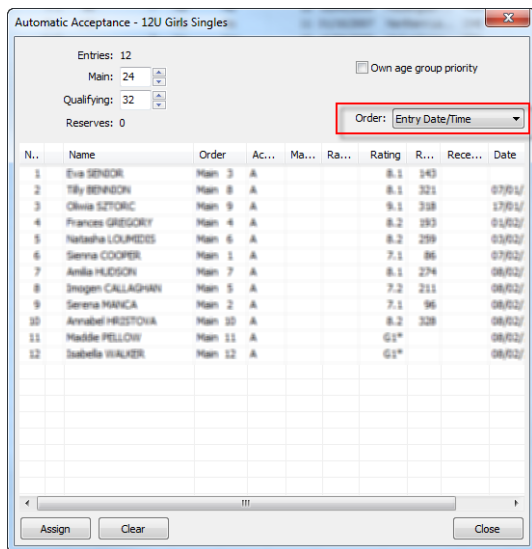 Automatic Acceptance - 12U Girls Singles
Entries: 12
Main: 24
Own age group priority
Qualifying: 32
Reserves: 0
Order: Entry Date/Time
N.. Name Order Ac... Ma... Ra... Rating R... Rece... Date
1 Eva SENIOR Main 3 A 8.1 143
2 Tilly BENNION Main 8 A 8.1 321 07/01/
3 Olivia SZTORC Main 9 A 9.1 318 17/01/
4 Frances GREGORY Main 4 A 8.2 193 01/02/
5 Natasha LOUMIDIS Main 6 A 8.2 259 03/02/
6 Sienna COOPER Main 1 A 7.1 86 07/02/
7 Amilia HUDSON Main 7 A 8.1 274 08/02/
8 Imogen CALLAGHAN Main 5 A 7.2 211 08/02/
9 Serena MANCA Main 2 A 7.1 96 08/02/
10 Annabel HRISTOVA Main 10 A 8.2 328 08/02/
11 Maddie PELLOW Main 11 A G1* 08/02/
12 Isabella WALKER Main 12 A G1* 08/02/
Assign Clear Close